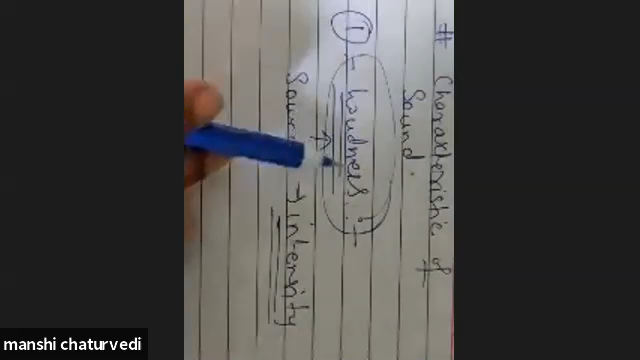 # Characteristic of
Sound.
① Loudness :-
→ intensity
manshi chaturvedi